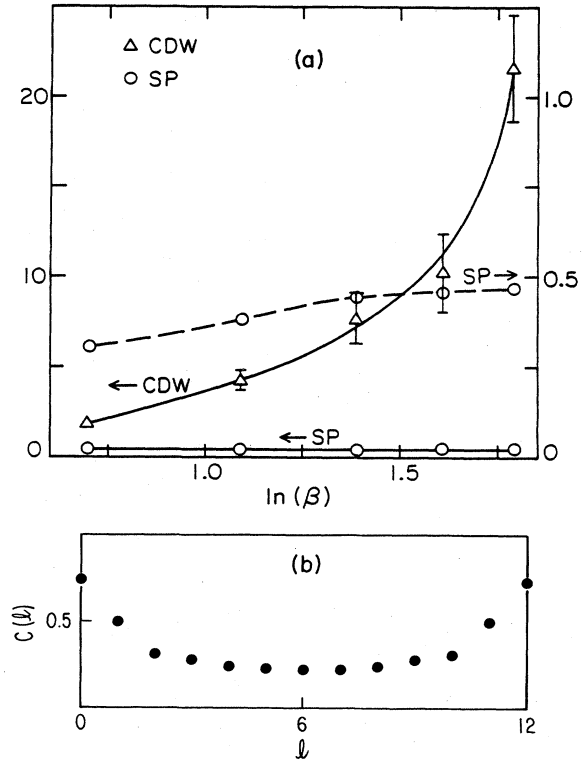 (a)
△ CDW
○ SP
20
10
0
1.0
0.5
0
SP →
← CDW
← SP
1.0
1.5
ln (β)
(b)
C(ℓ)
0.5
0
6
12
ℓ